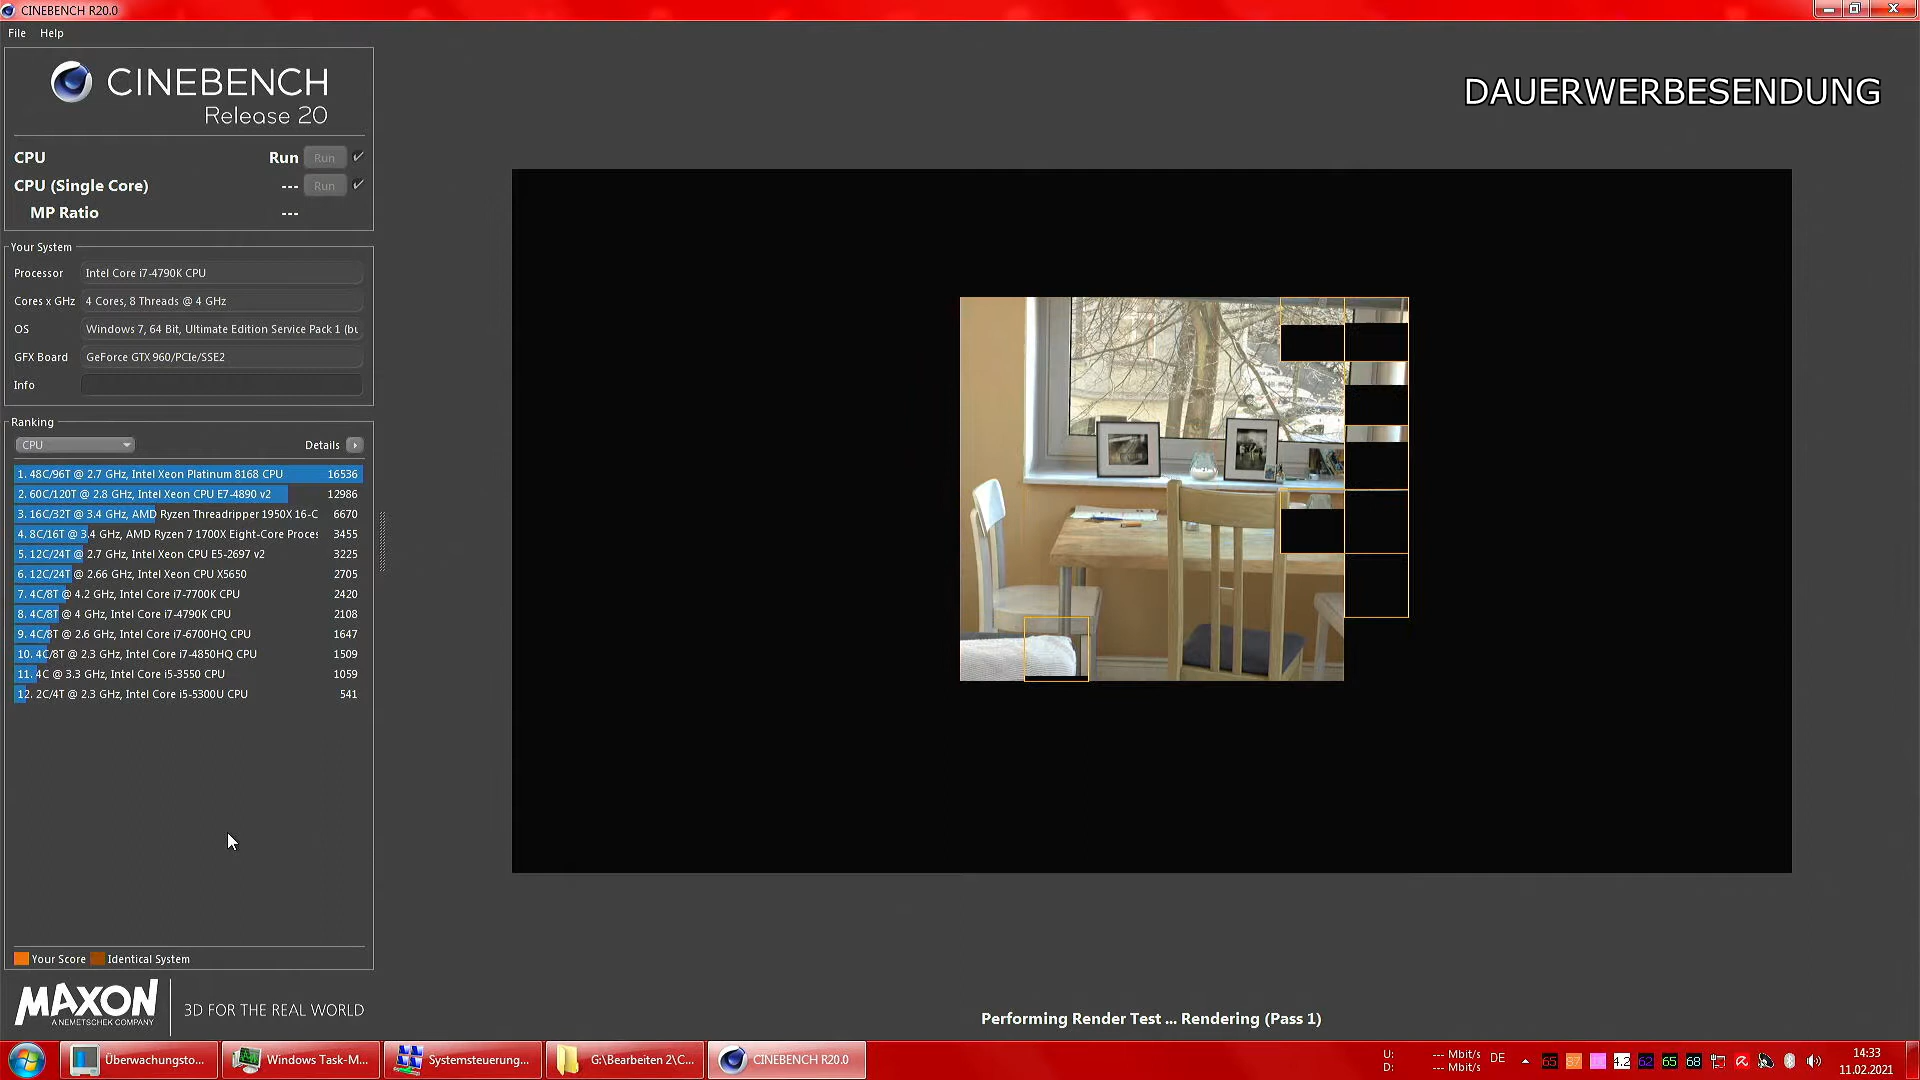 CINEBENCH R20.0
File Help
CINEBENCH
Release 20
DAUERWERBESENDUNG
CPU Run Run
CPU (Single Core) --- Run
MP Ratio ---
Your System
Processor Intel Core i7-4790K CPU
Cores x GHz 4 Cores, 8 Threads @ 4 GHz
OS Windows 7, 64 Bit, Ultimate Edition Service Pack 1 (bu
GFX Board GeForce GTX 960/PCIe/SSE2
Info
Ranking
CPU Details
1. 48C/96T @ 2.7 GHz, Intel Xeon Platinum 8168 CPU 16536
2. 60C/120T @ 2.8 GHz, Intel Xeon CPU E7-4890 v2 12986
3. 16C/32T @ 3.4 GHz, AMD Ryzen Threadripper 1950X 16-C 6670
4. 8C/16T @ 3.4 GHz, AMD Ryzen 7 1700X Eight-Core Proces 3455
5. 12C/24T @ 2.7 GHz, Intel Xeon CPU E5-2697 v2 3225
6. 12C/24T @ 2.66 GHz, Intel Xeon CPU X5650 2705
7. 4C/8T @ 4.2 GHz, Intel Core i7-7700K CPU 2420
8. 4C/8T @ 4 GHz, Intel Core i7-4790K CPU 2108
9. 4C/8T @ 2.6 GHz, Intel Core i7-6700HQ CPU 1647
10. 4C/8T @ 2.3 GHz, Intel Core i7-4850HQ CPU 1509
11. 4C @ 3.3 GHz, Intel Core i5-3550 CPU 1059
12. 2C/4T @ 2.3 GHz, Intel Core i5-5300U CPU 541
Your Score Identical System
MAXON
A NEMETSCHEK COMPANY
3D FOR THE REAL WORLD
Performing Render Test ... Rendering (Pass 1)
Überwachungsto... Windows Task-M... Systemsteuerung... G:\Bearbeiten 2\C... CINEBENCH R20.0
U: --- Mbit/s
D: --- Mbit/s
DE 65 87 4.2 62 65 68
14:33
11.02.2021